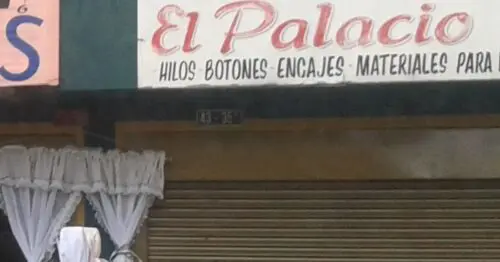 S
El Palacio
HILOS BOTONES-ENCAJES-MATERIALES PARA